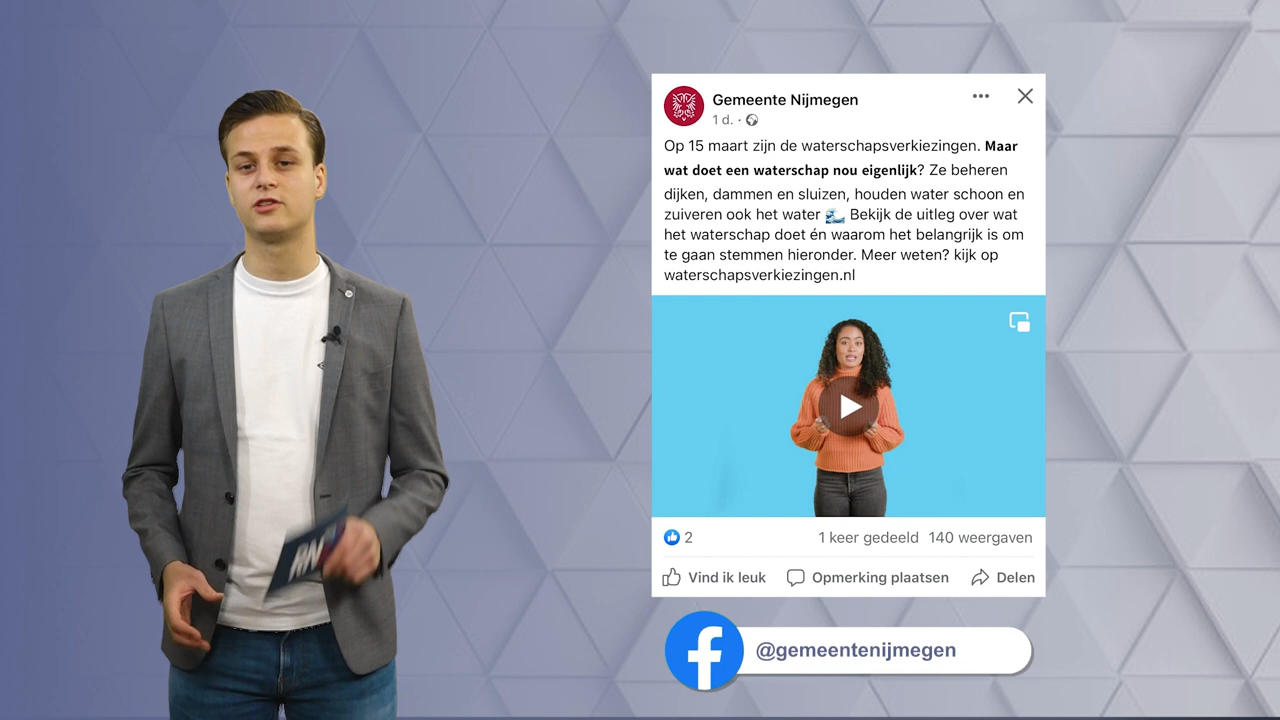 Gemeente Nijmegen
1 d. ·
Op 15 maart zijn de waterschapsverkiezingen. Maar
wat doet een waterschap nou eigenlijk? Ze beheren
dijken, dammen en sluizen, houden water schoon en
zuiveren ook het water 🌊 Bekijk de uitleg over wat
het waterschap doet én waarom het belangrijk is om
te gaan stemmen hieronder. Meer weten? kijk op
waterschapsverkiezingen.nl
2
1 keer gedeeld 140 weergaven
Vind ik leuk Opmerking plaatsen Delen
@gemeentenijmegen
RN